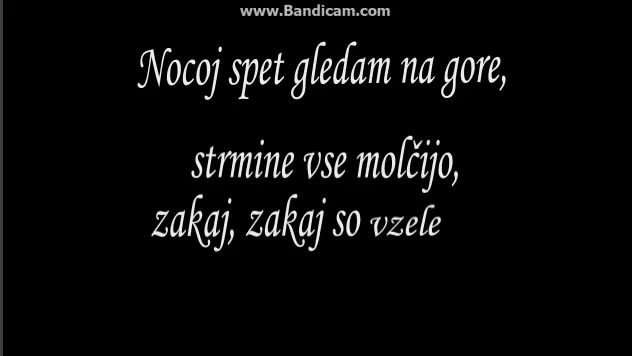 www.Bandicam.com
Nocoj spet gledam na gore,
strmine vse molčijo,
zakaj, zakaj so vzele